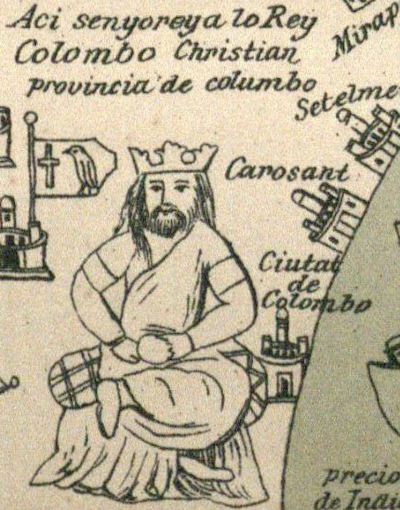 Aci senyoreya lo Rey
Colombo Christian
provincia de columbo
Mirap
Setelme
Carosant
Ciutat
de
Colombo
precio
de Indi